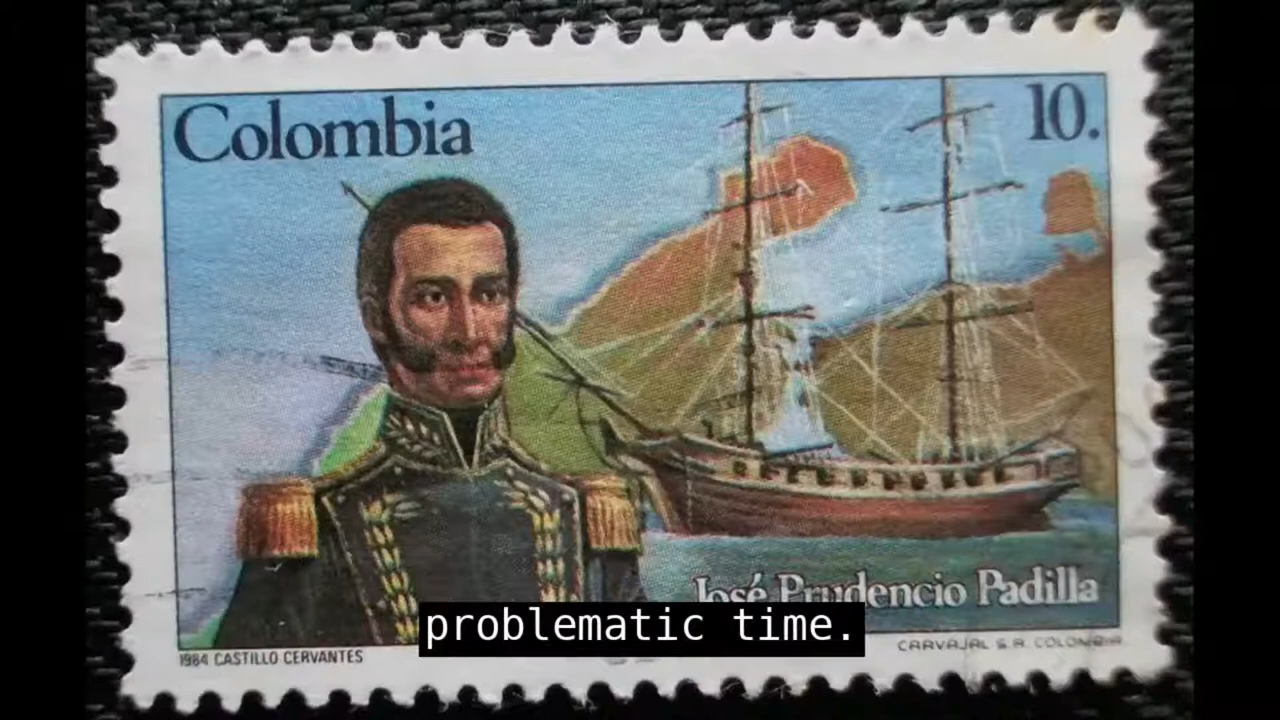 Colombia
10.
José Prudencio Padilla
problematic time.
1984 CASTILLO CERVANTES
CARVAJAL S.A. COLOMBIA